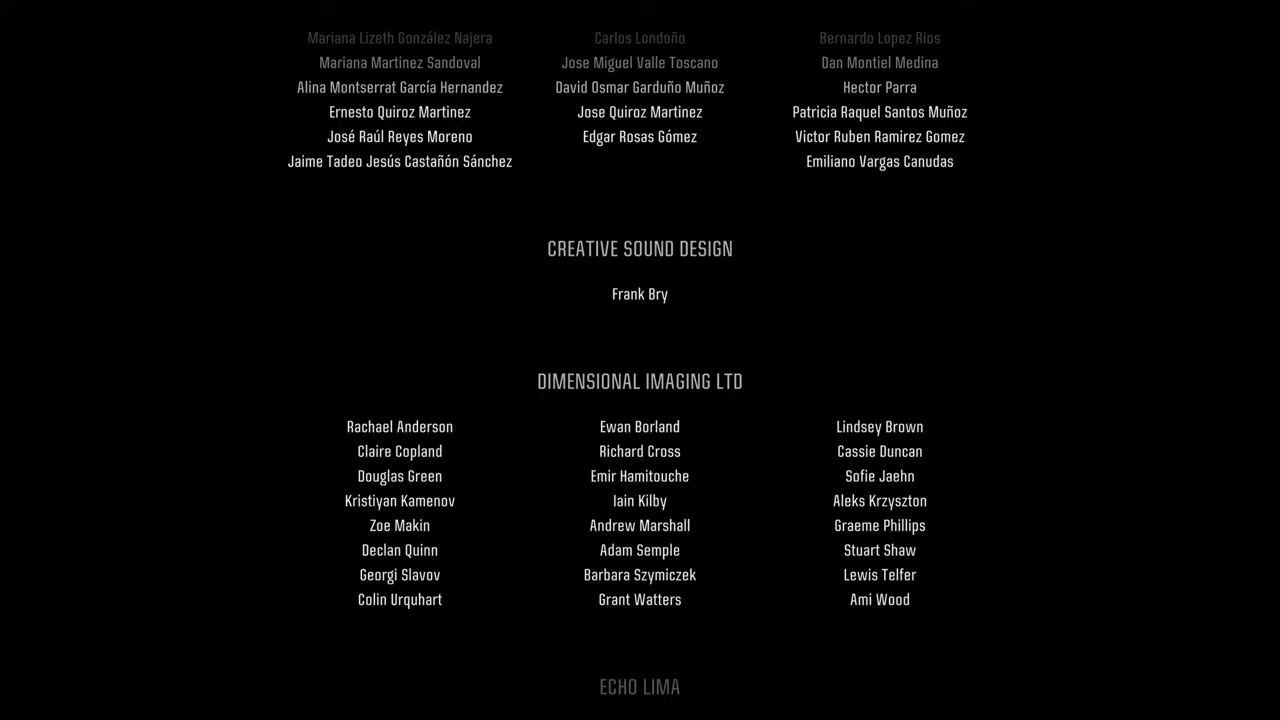 Mariana Lizeth González Najera Carlos Londoño Bernardo Lopez Rios
Mariana Martinez Sandoval Jose Miguel Valle Toscano Dan Montiel Medina
Alina Montserrat García Hernandez David Osmar Garduño Muñoz Hector Parra
Ernesto Quiroz Martinez Jose Quiroz Martinez Patricia Raquel Santos Muñoz
José Raúl Reyes Moreno Edgar Rosas Gómez Victor Ruben Ramirez Gomez
Jaime Tadeo Jesús Castañón Sánchez Emiliano Vargas Canudas
CREATIVE SOUND DESIGN
Frank Bry
DIMENSIONAL IMAGING LTD
Rachael Anderson Ewan Borland Lindsey Brown
Claire Copland Richard Cross Cassie Duncan
Douglas Green Emir Hamitouche Sofie Jaehn
Kristiyan Kamenov Iain Kilby Aleks Krzyszton
Zoe Makin Andrew Marshall Graeme Phillips
Declan Quinn Adam Semple Stuart Shaw
Georgi Slavov Barbara Szymiczek Lewis Telfer
Colin Urquhart Grant Watters Ami Wood
ECHO LIMA